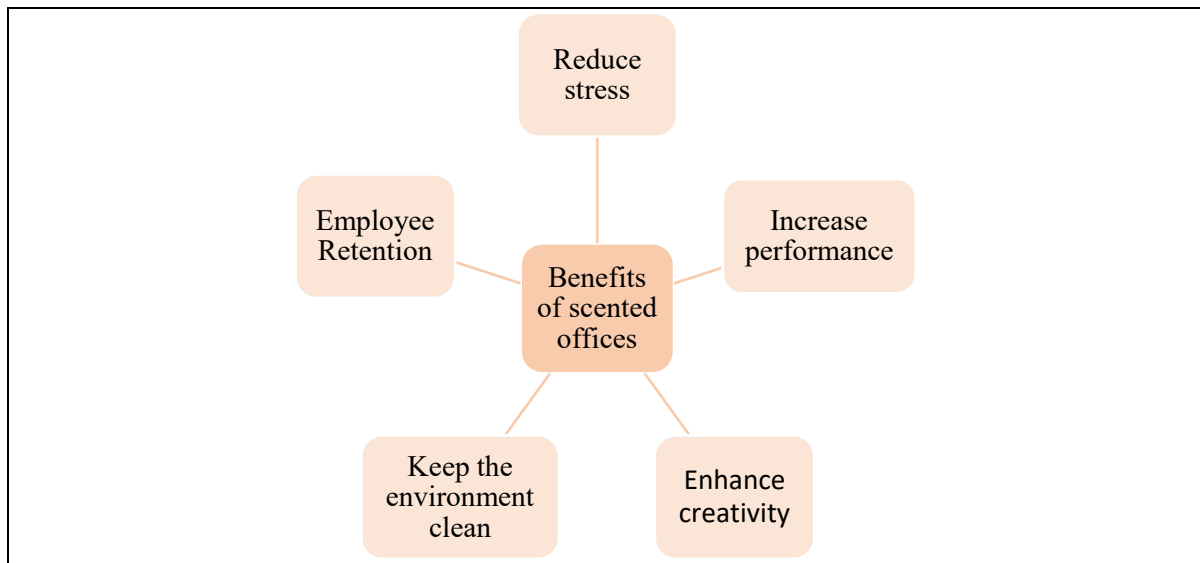 Reduce
stress
Employee
Retention
Increase
performance
Benefits
of scented
offices
Keep the
environment
clean
Enhance
creativity